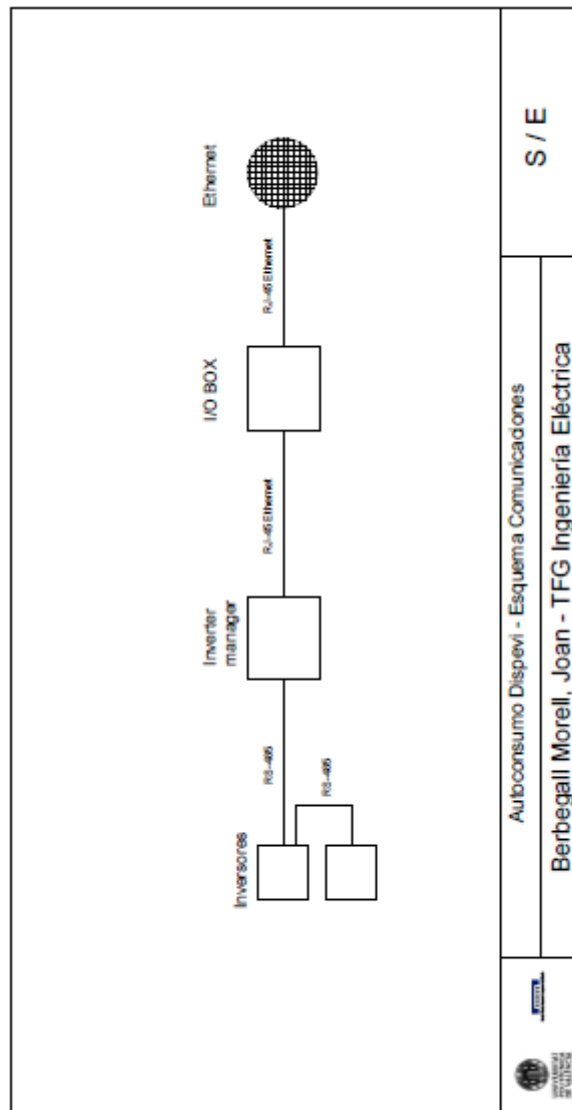 Inversores
RS-485
RS-485
Inverter
manager
RJ-45 Ethernet
I/O BOX
RJ-45 Ethernet
Ethernet
Autoconsumo Dispevi - Esquema Comunicaciones
S / E
Berbegall Morell, Joan - TFG Ingeniería Eléctrica